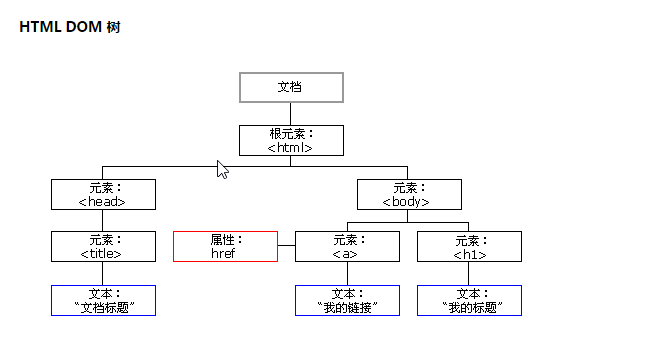 HTML DOM 树
文档
根元素：
<html>
元素：
<head>
元素：
<body>
元素：
<title>
属性：
href
元素：
<a>
元素：
<h1>
文本：
“文档标题”
文本：
“我的链接”
文本：
“我的标题”